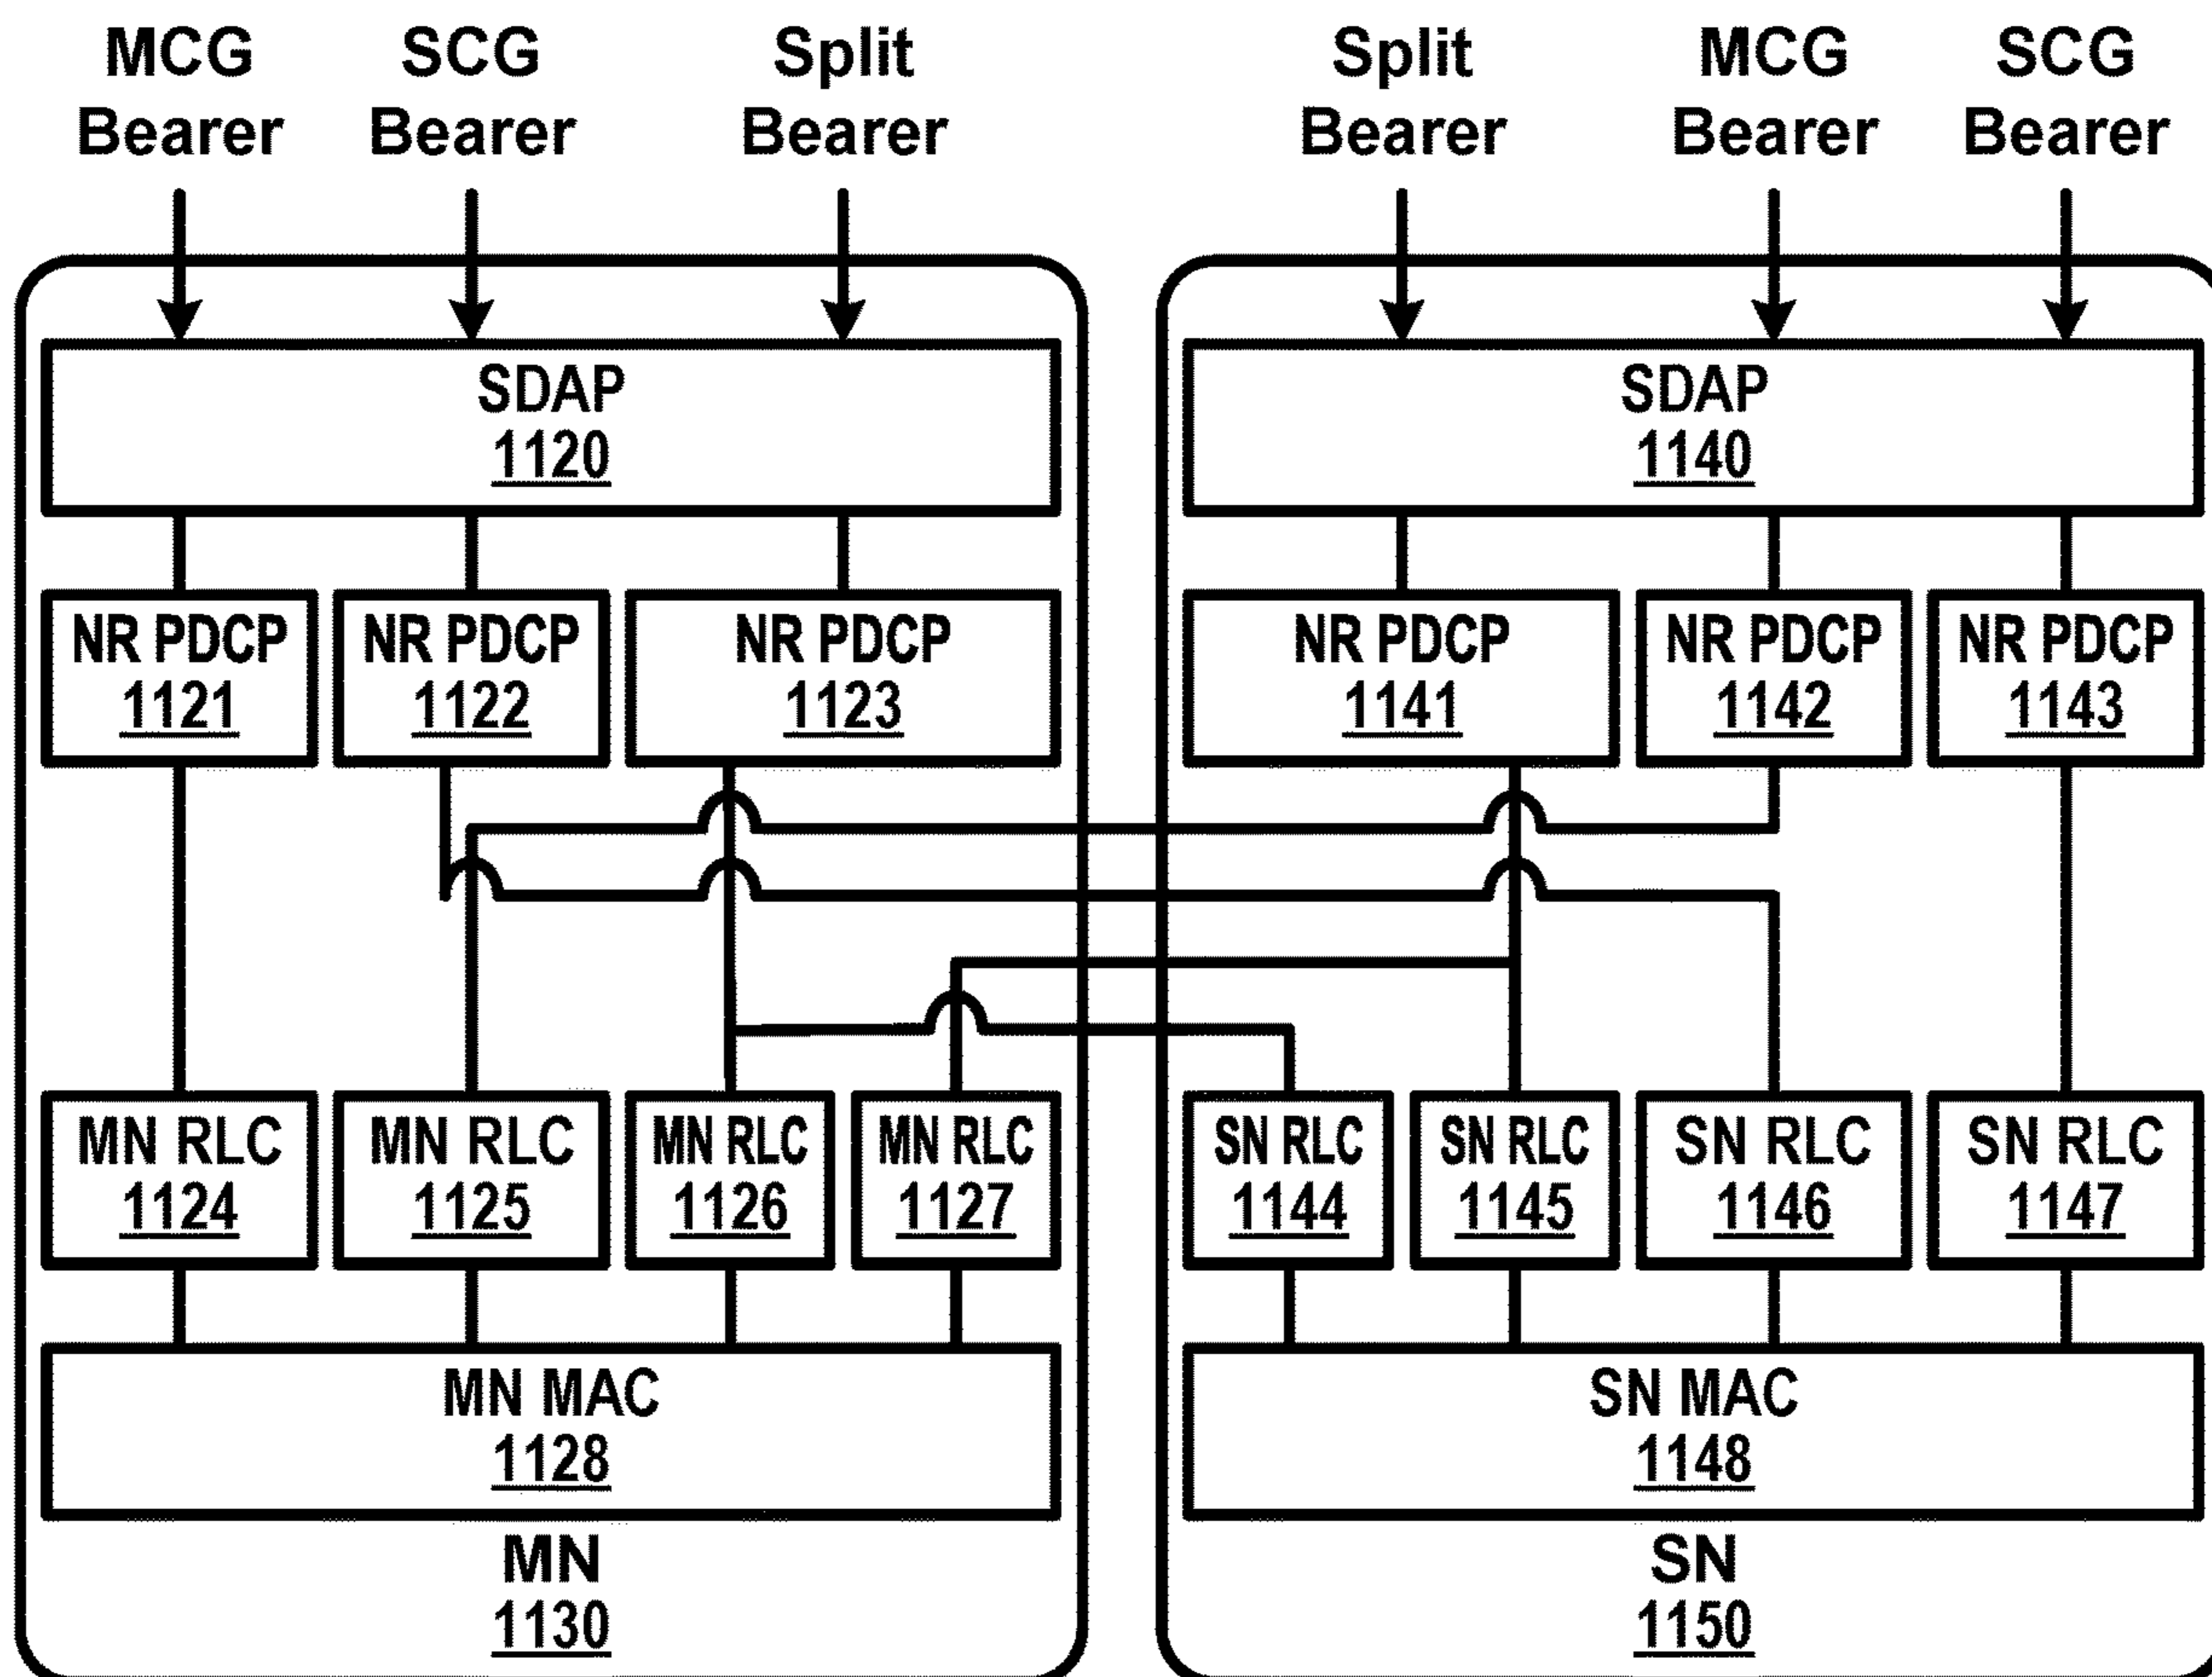 MCG
Bearer
SCG
Bearer
Split
Bearer
Split
Bearer
MCG
Bearer
SCG
Bearer
SDAP
1120
SDAP
1140
NR PDCP
1121
NR PDCP
1122
NR PDCP
1123
NR PDCP
1141
NR PDCP
1142
NR PDCP
1143
MN RLC
1124
MN RLC
1125
MN RLC
1126
MN RLC
1127
SN RLC
1144
SN RLC
1145
SN RLC
1146
SN RLC
1147
MN MAC
1128
SN MAC
1148
MN
1130
SN
1150